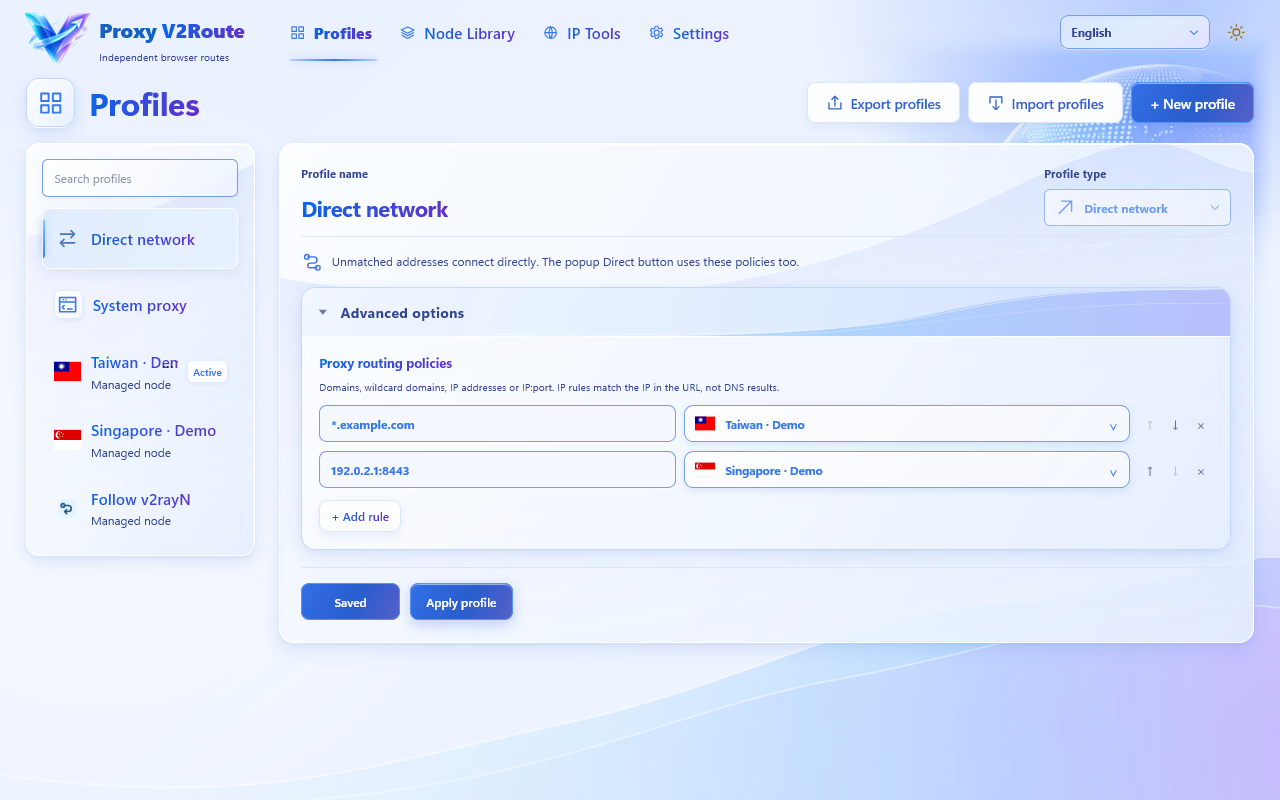 Proxy V2Route
Independent browser routes
Profiles
Node Library
IP Tools
Settings
English
Profiles
Export profiles
Import profiles
+ New profile
Search profiles
Direct network
System proxy
Taiwan · Dem
Managed node
Active
Singapore · Demo
Managed node
Follow v2rayN
Managed node
Profile name
Direct network
Profile type
Direct network
Unmatched addresses connect directly. The popup Direct button uses these policies too.
Advanced options
Proxy routing policies
Domains, wildcard domains, IP addresses or IP:port. IP rules match the IP in the URL, not DNS results.
*.example.com
Taiwan · Demo
192.0.2.1:8443
Singapore · Demo
+ Add rule
Saved
Apply profile